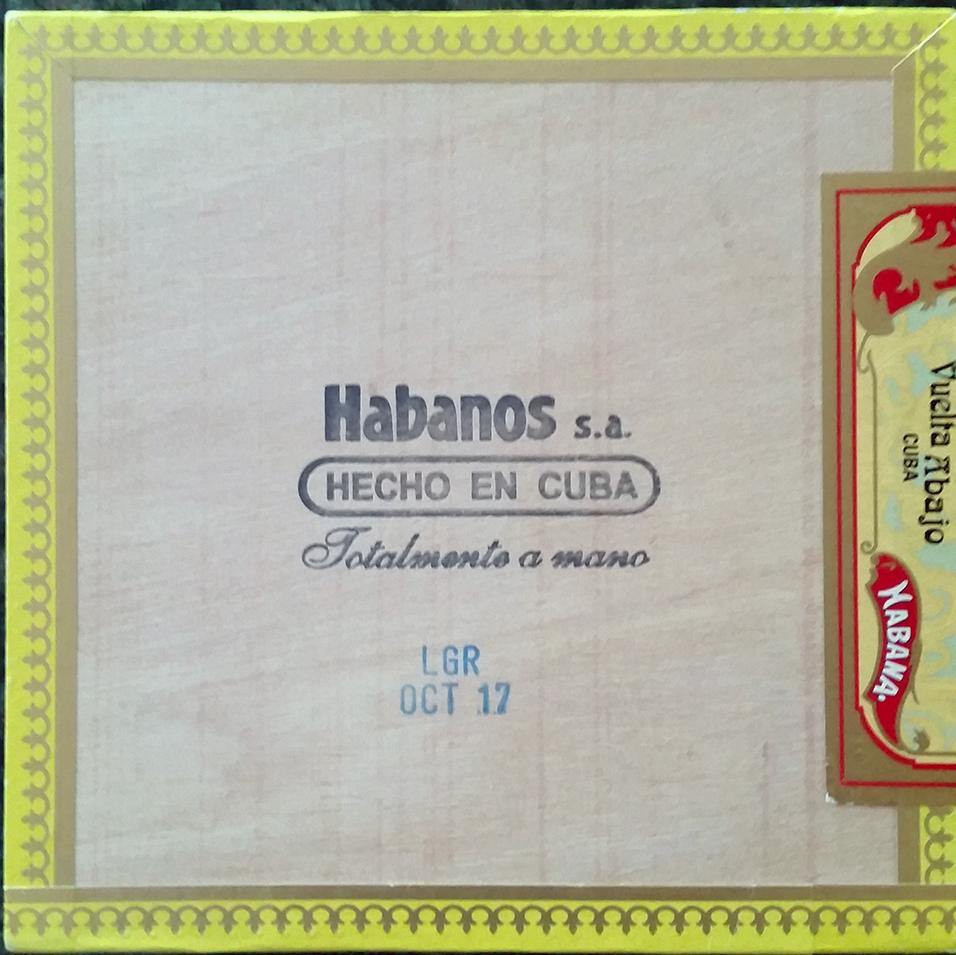 Habanos s.a.
HECHO EN CUBA
Totalmente a mano
LGR
OCT 17
Vuelta Abajo
CUBA
HABANA.